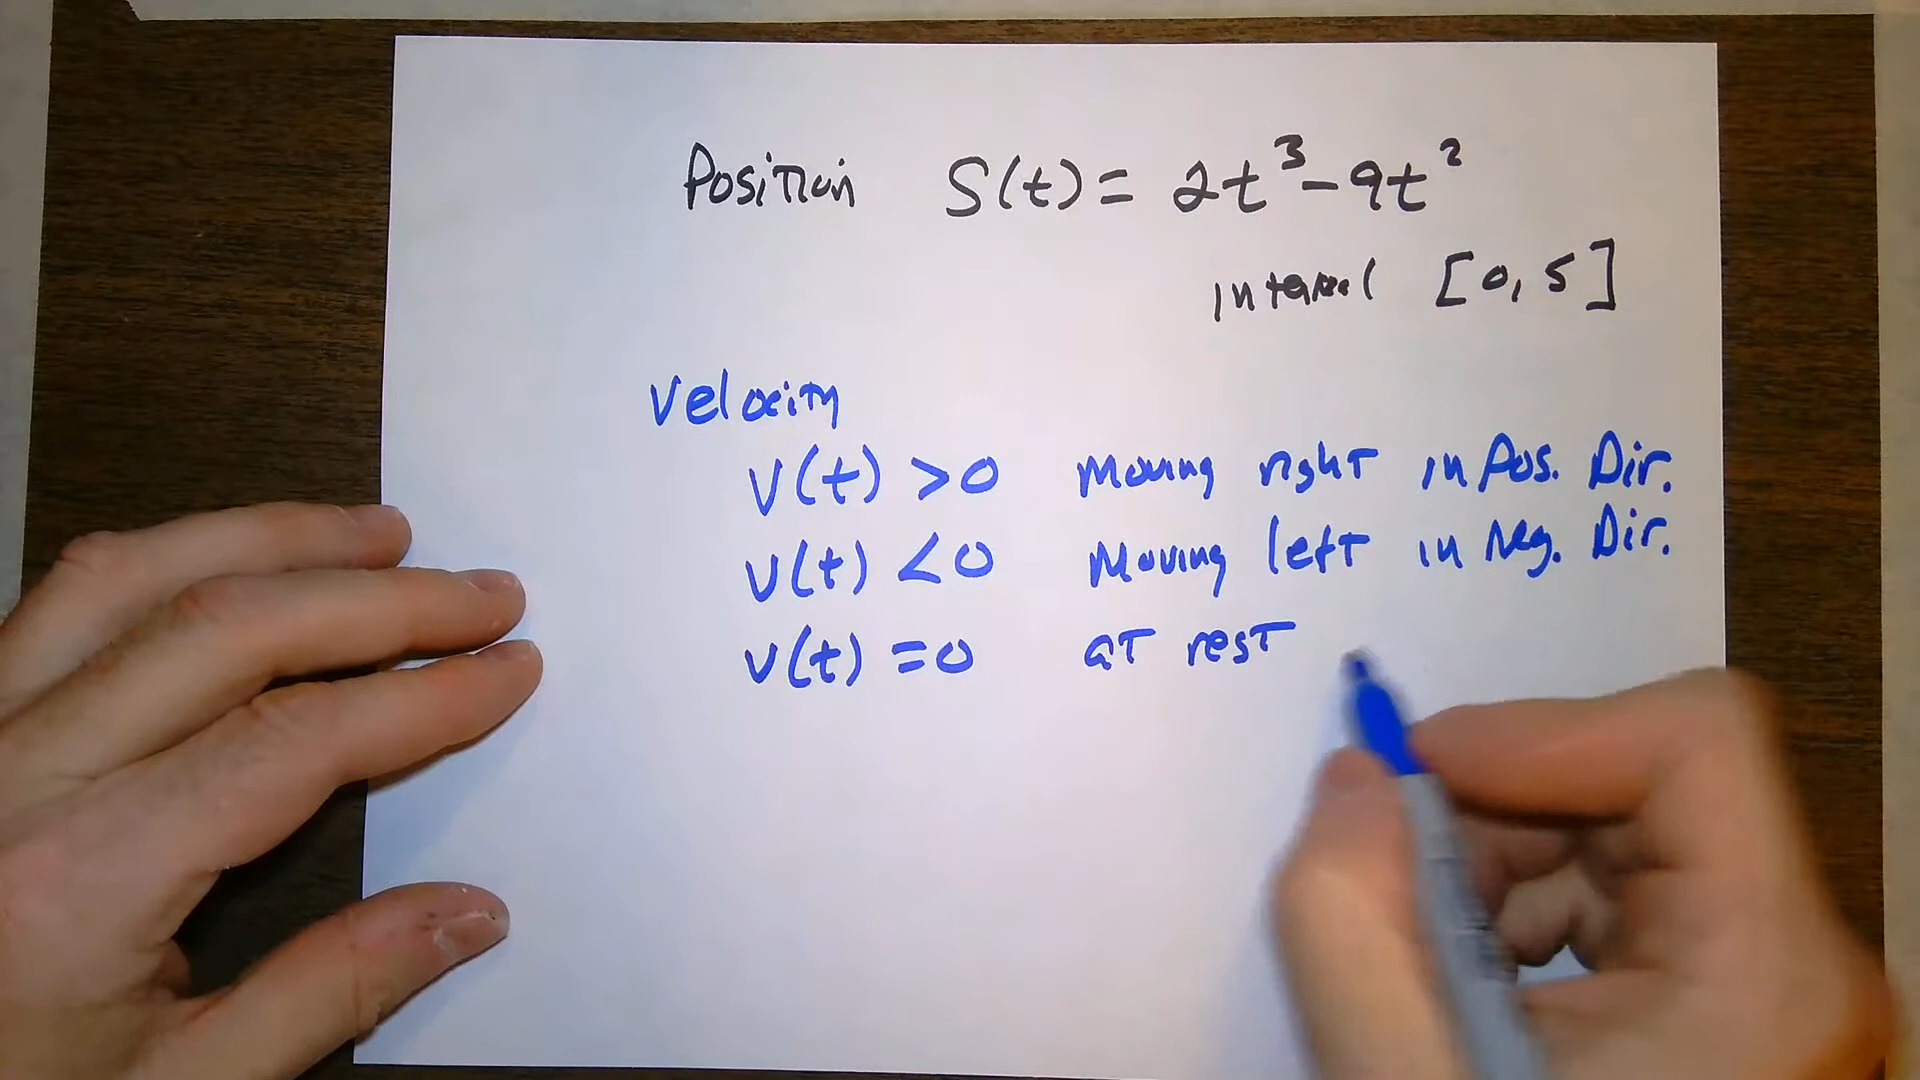 Position S(t) = 2t³-9t²
interval [0,5]
Velocity
V(t) >0 Moving right in Pos. Dir.
V(t) <0 Moving left in Neg. Dir.
V(t) =0 at rest